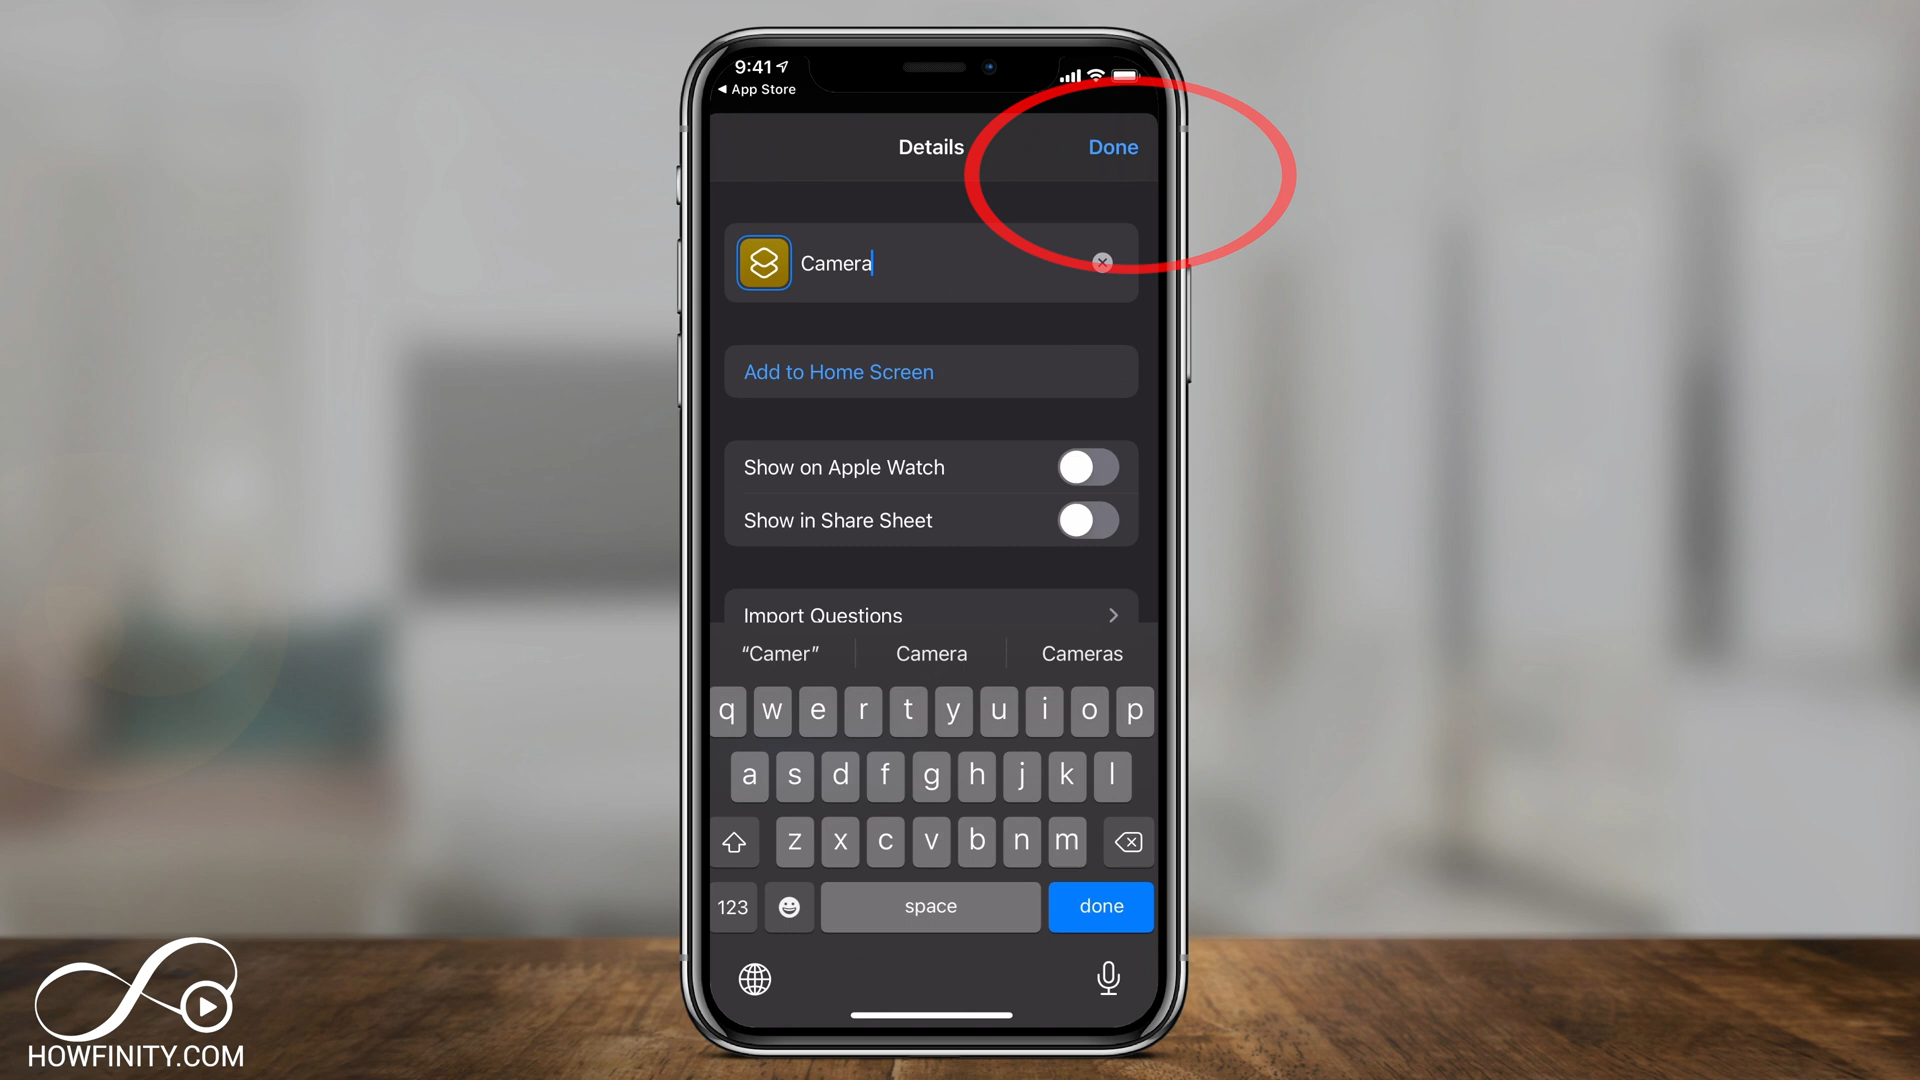 9:41
App Store
Details
Done
Camera
Add to Home Screen
Show on Apple Watch
Show in Share Sheet
Import Questions
“Camer”
Camera
Cameras
q w e r t y u i o p
a s d f g h j k l
z x c v b n m
123
space
done
HOWFINITY.COM